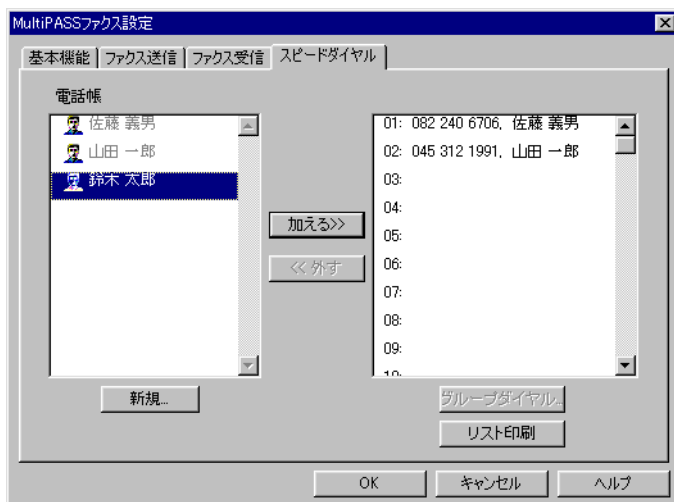 MultiPASSファクス設定
基本機能 ファクス送信 ファクス受信 スピードダイヤル
電話帳
佐藤 義男
山田 一郎
鈴木 太郎
加える>>
<< 外す
01: 082 240 6706, 佐藤 義男
02: 045 312 1991, 山田 一郎
03:
04:
05:
06:
07:
08:
09:
10:
新規...
グループダイヤル...
リスト印刷
OK キャンセル ヘルプ